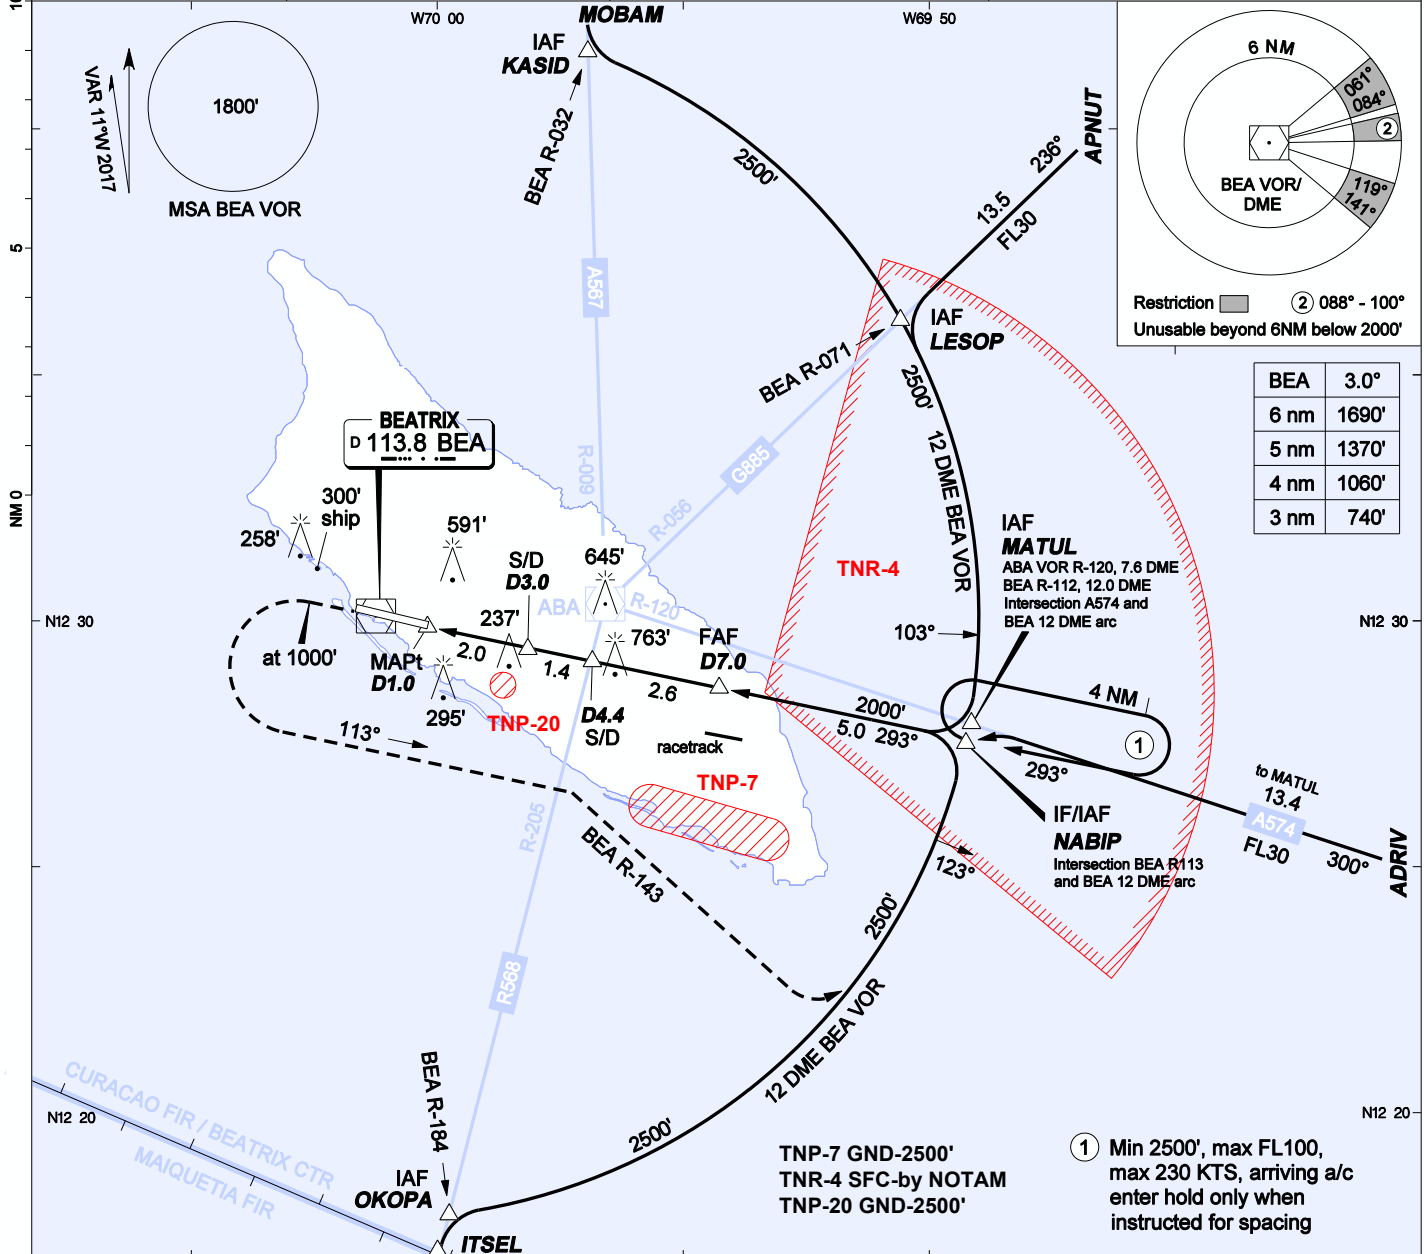 10
W70 00
MOBAM
W69 50
IAF
KASID
VAR 11°W 2017
1800'
MSA BEA VOR
BEA R-032
2500'
236°
APNUT
13.5
FL30
6 NM
061°
084°
2
BEA VOR/
DME
119°
141°
Restriction
2 088° - 100°
Unusable beyond 6NM below 2000'
5
A567
IAF
LESOP
BEA R-071
2500'
12 DME BEA VOR
BEA 3.0°
6 nm 1690'
5 nm 1370'
4 nm 1060'
3 nm 740'
BEATRIX
D 113.8 BEA
G885
R-009
R-056
NM 0
300'
ship
258'
591'
S/D
D3.0
645'
TNR-4
IAF
MATUL
ABA VOR R-120, 7.6 DME
BEA R-112, 12.0 DME
Intersection A574 and
BEA 12 DME arc
N12 30
ABA
R-120
237'
763'
FAF
D7.0
103°
N12 30
at 1000'
MAPt
D1.0
2.0
1.4
2.6
295'
TNP-20
D4.4
S/D
2000'
5.0 293°
4 NM
1
113°
racetrack
293°
TNP-7
to MATUL
13.4
A574
FL30
300°
ADRIV
IF/IAF
NABIP
Intersection BEA R113
and BEA 12 DME arc
R-205
BEA R-143
123°
2500'
R568
12 DME BEA VOR
BEA R-184
CURACAO FIR / BEATRIX CTR
MAIQUETIA FIR
N12 20
N12 20
2500'
IAF
OKOPA
ITSEL
TNP-7 GND-2500'
TNR-4 SFC-by NOTAM
TNP-20 GND-2500'
1 Min 2500', max FL100,
max 230 KTS, arriving a/c
enter hold only when
instructed for spacing